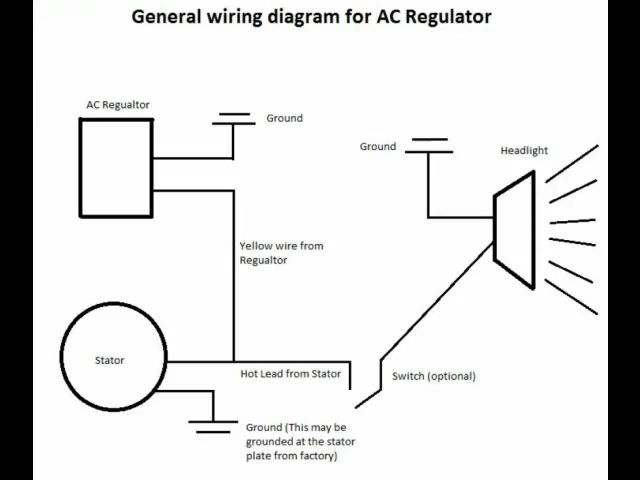 General wiring diagram for AC Regulator
AC Regualtor
Ground
Ground
Headlight
Yellow wire from
Regualtor
Stator
Hot Lead from Stator
Switch (optional)
Ground (This may be
grounded at the stator
plate from factory)